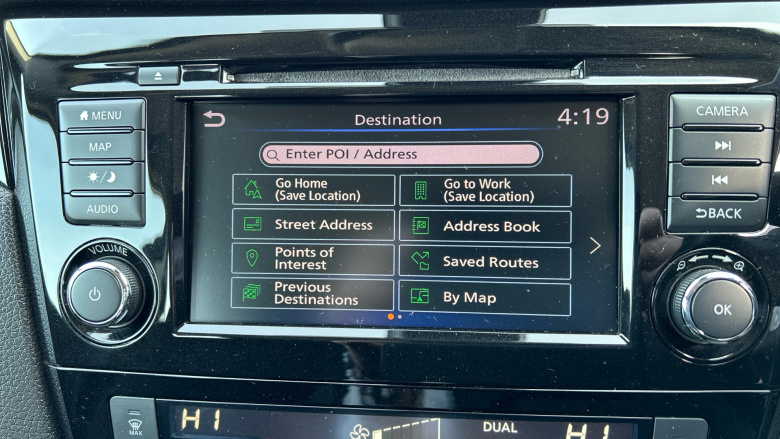 MENU
MAP
AUDIO
VOLUME
Destination
4:19
Enter POI / Address
Go Home
(Save Location)
Go to Work
(Save Location)
Street Address
Address Book
Points of
Interest
Saved Routes
Previous
Destinations
By Map
CAMERA
BACK
OK
MAX
HI
DUAL
HI